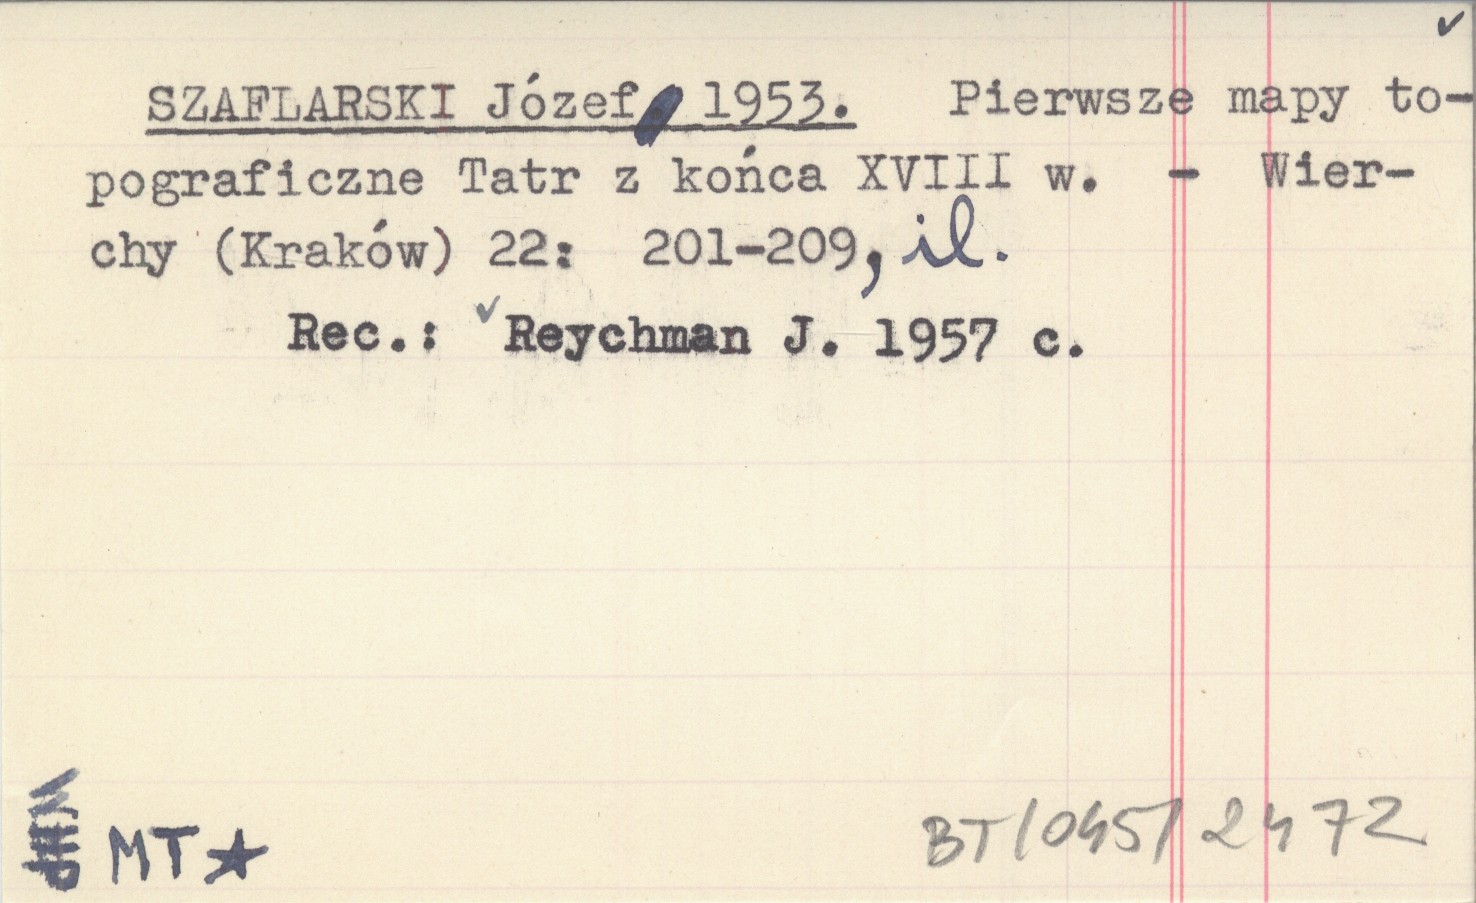 SZAFLARSKI Józef 1953. Pierwsze mapy to-
pograficzne Tatr z końca XVIII w. - Wier-
chy (Kraków) 22: 201-209, il.
Rec.: Reychman J. 1957 c.
MT
BT/045/2472